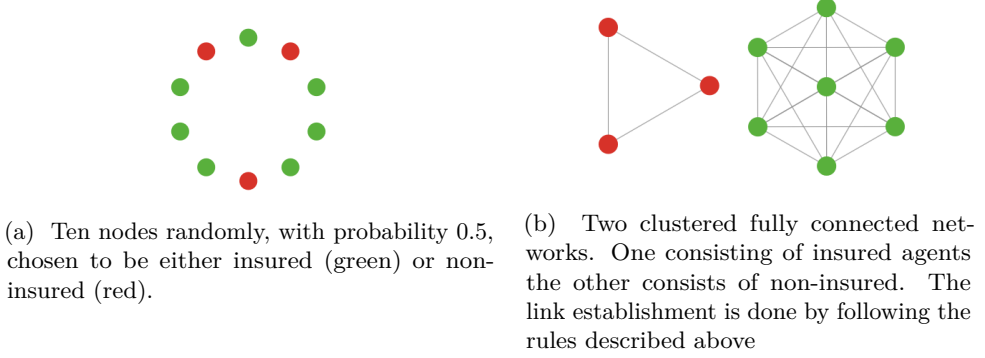 (a) Ten nodes randomly, with probability 0.5,
chosen to be either insured (green) or non-
insured (red).
(b) Two clustered fully connected net-
works. One consisting of insured agents
the other consists of non-insured. The
link establishment is done by following the
rules described above